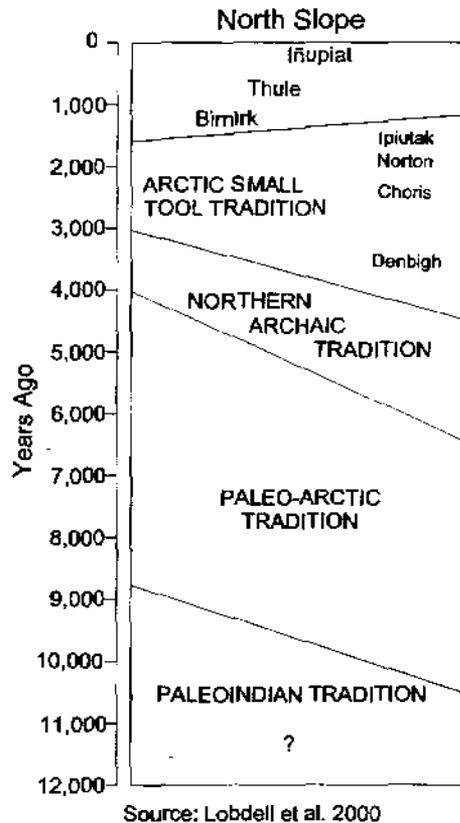 North Slope
0
Iñupiat
Thule
1,000
Birnirk
Ipiutak
2,000
Norton
ARCTIC SMALL
TOOL TRADITION
Choris
3,000
Denbigh
4,000
NORTHERN
ARCHAIC
TRADITION
5,000
6,000
Years Ago
7,000
PALEO-ARCTIC
TRADITION
8,000
9,000
10,000
PALEOINDIAN TRADITION
11,000
?
12,000
Source: Lobdell et al. 2000